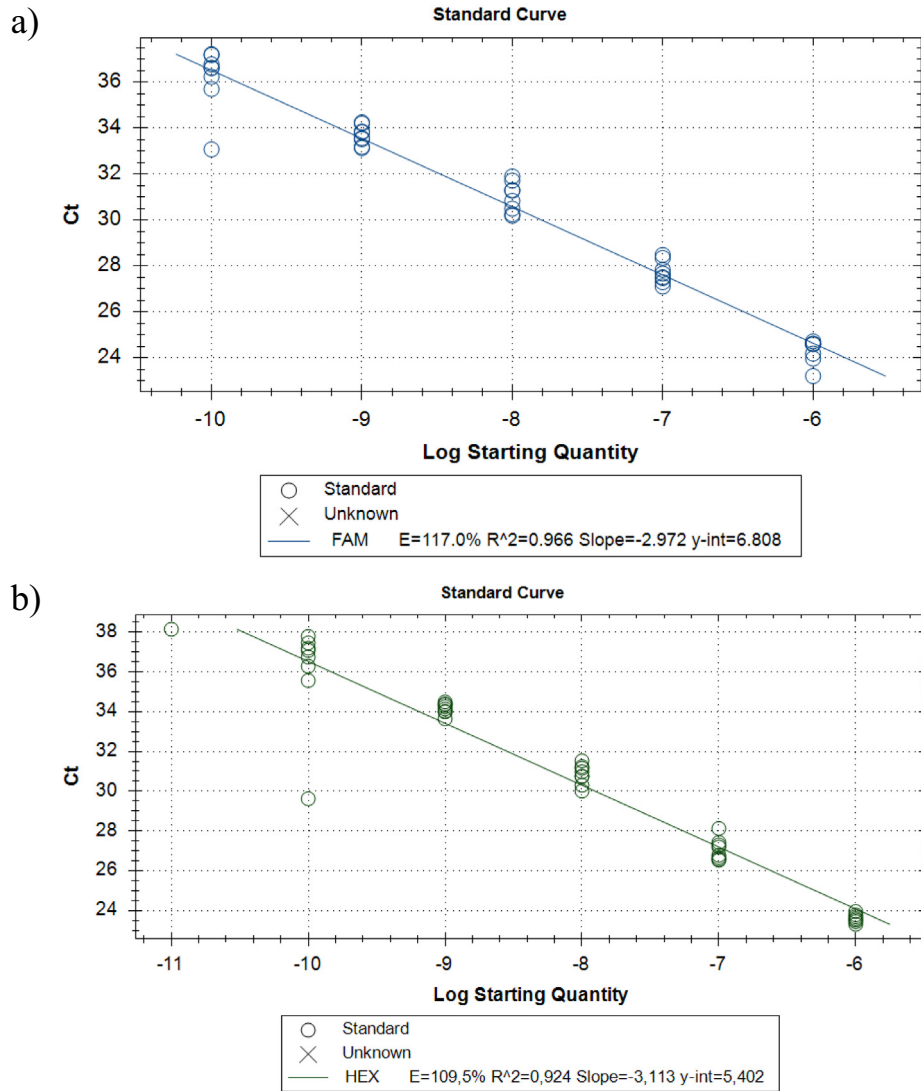 a)
Standard Curve
36
34
32
30
28
26
24
Ct
-10 -9 -8 -7 -6
Log Starting Quantity
Standard
Unknown
FAM E=117.0% R^2=0.966 Slope=-2.972 y-int=6.808
b)
Standard Curve
38
36
34
32
30
28
26
24
Ct
-11 -10 -9 -8 -7 -6
Log Starting Quantity
Standard
Unknown
HEX E=109,5% R^2=0,924 Slope=-3,113 y-int=5,402